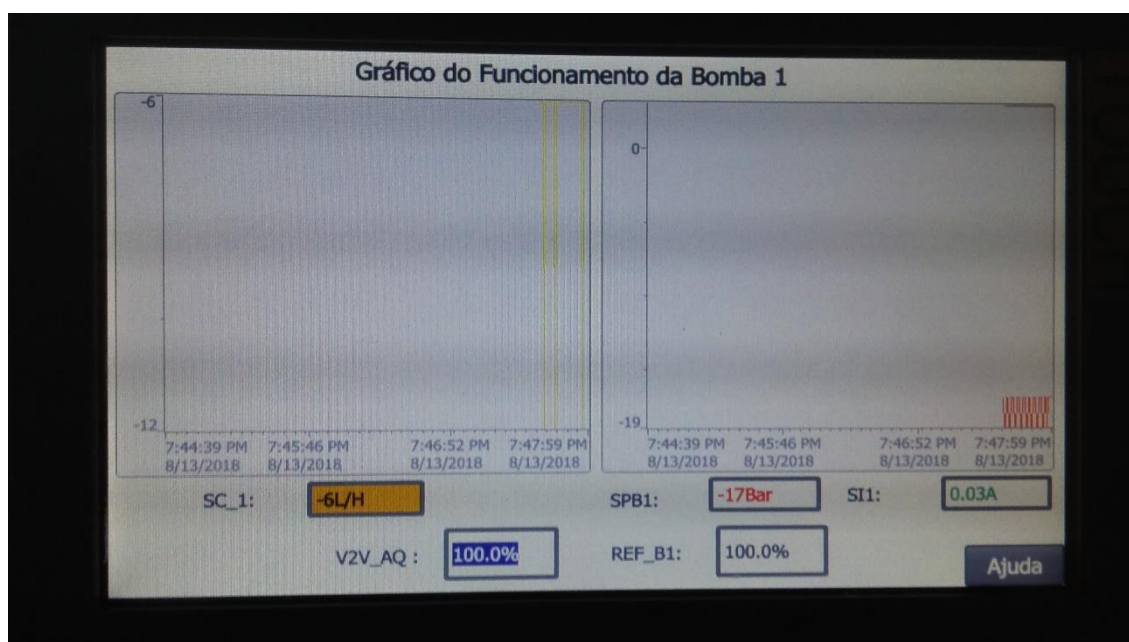 Gráfico do Funcionamento da Bomba 1
-6
-12
7:44:39 PM 7:45:46 PM 7:46:52 PM 7:47:59 PM
8/13/2018 8/13/2018 8/13/2018 8/13/2018
0
-19
7:44:39 PM 7:45:46 PM 7:46:52 PM 7:47:59 PM
8/13/2018 8/13/2018 8/13/2018 8/13/2018
SC_1: -6L/H
SPB1: -17Bar SI1: 0.03A
V2V_AQ : 100.0%
REF_B1: 100.0%
Ajuda